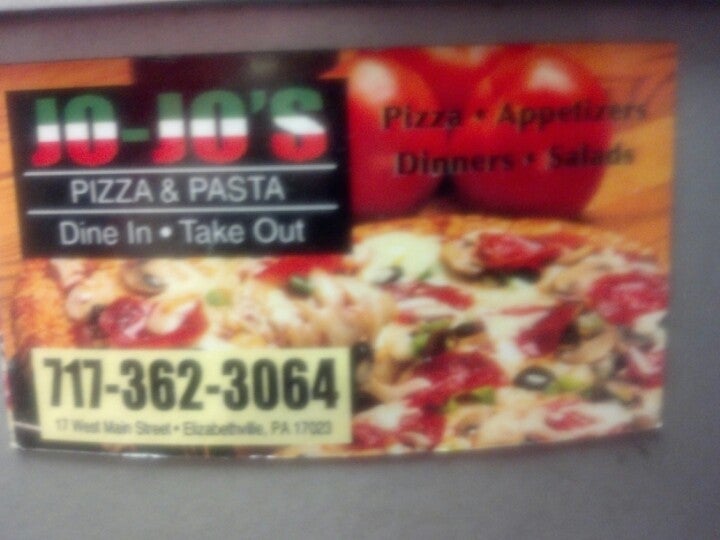 JO-JO'S
PIZZA & PASTA
Dine In • Take Out
Pizza • Appetizers
Dinners • Salads
717-362-3064
17 West Main Street • Elizabethville, PA 17023